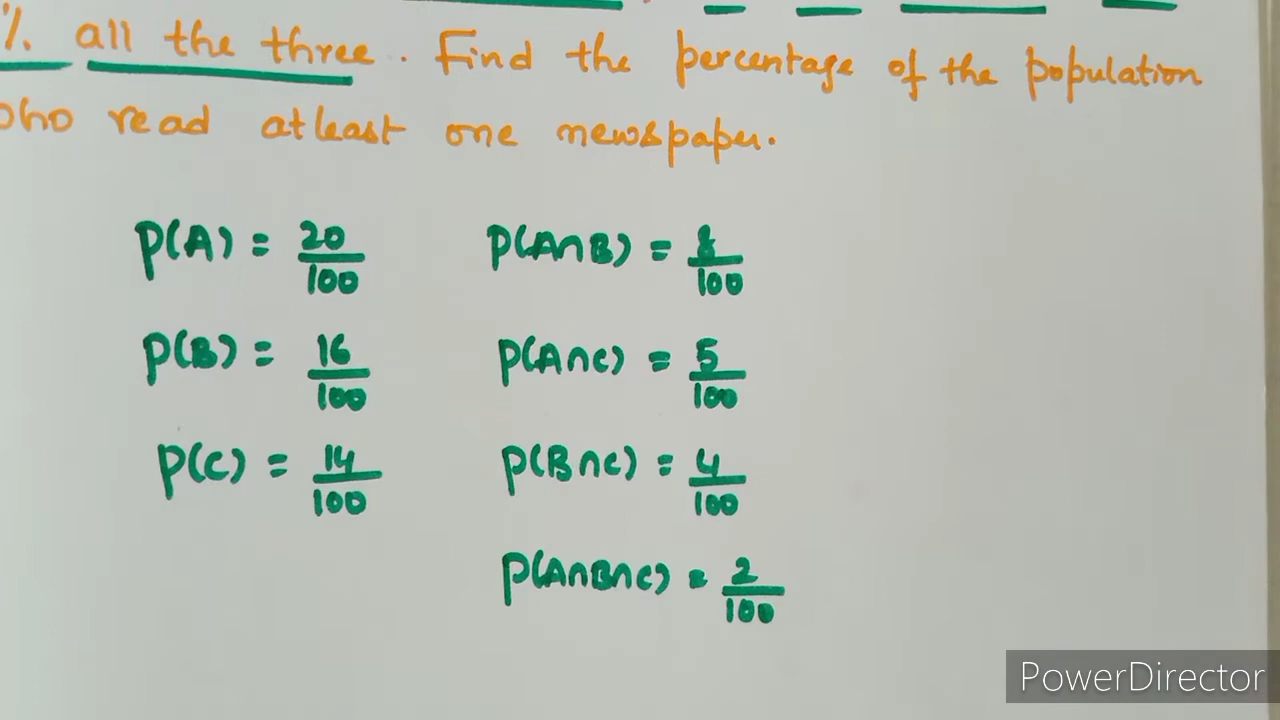 %. all the three. Find the percentage of the population
who read atleast one newspaper.
P(A) = 20/100
P(B) = 16/100
P(C) = 14/100
P(A∩B) = 8/100
P(A∩C) = 5/100
P(B∩C) = 4/100
P(A∩B∩C) = 2/100
PowerDirector